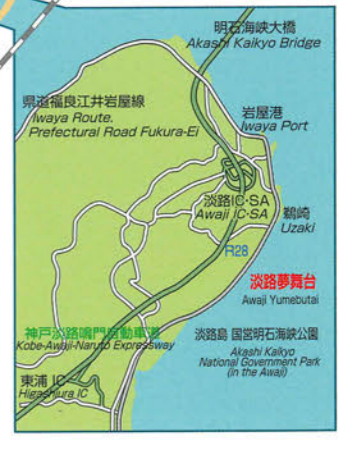 明石海峡大橋
Akashi Kaikyo Bridge
県道福良江井岩屋線
Iwaya Route.
Prefectural Road Fukura-Ei
岩屋港
Iwaya Port
淡路IC・SA
Awaji IC・SA
鵜崎
Uzaki
R28
淡路夢舞台
Awaji Yumebutai
神戸淡路鳴門自動車道
Kobe-Awaji-Naruto Expressway
淡路島 国営明石海峡公園
Akashi Kaikyo
National Government Park
(in the Awaji)
東浦 IC
Higashiura IC